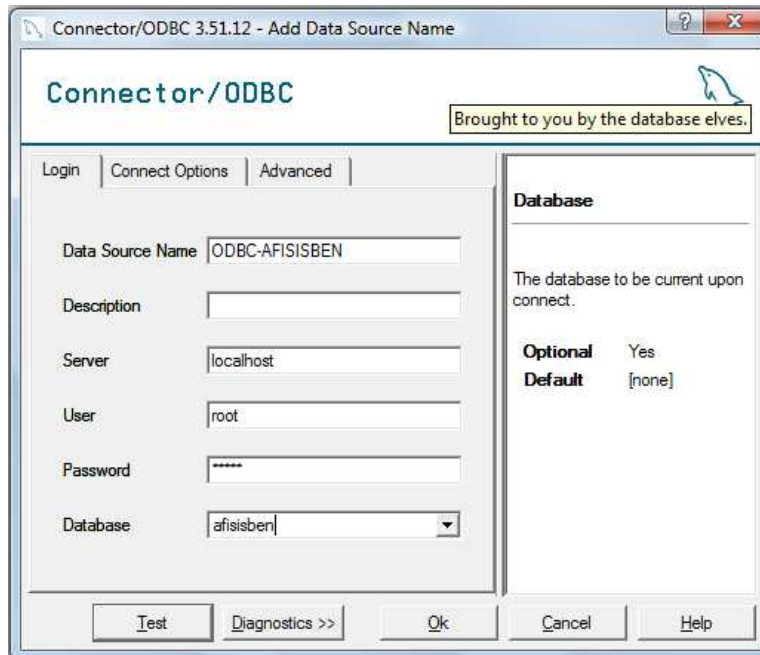 Connector/ODBC 3.51.12 - Add Data Source Name
Connector/ODBC
Brought to you by the database elves.
Login
Connect Options
Advanced
Data Source Name
ODBC-AFISISBEN
Description
Server
localhost
User
root
Password
*****
Database
afisisben
Database
The database to be current upon
connect.
Optional Yes
Default [none]
Test
Diagnostics >>
Ok
Cancel
Help